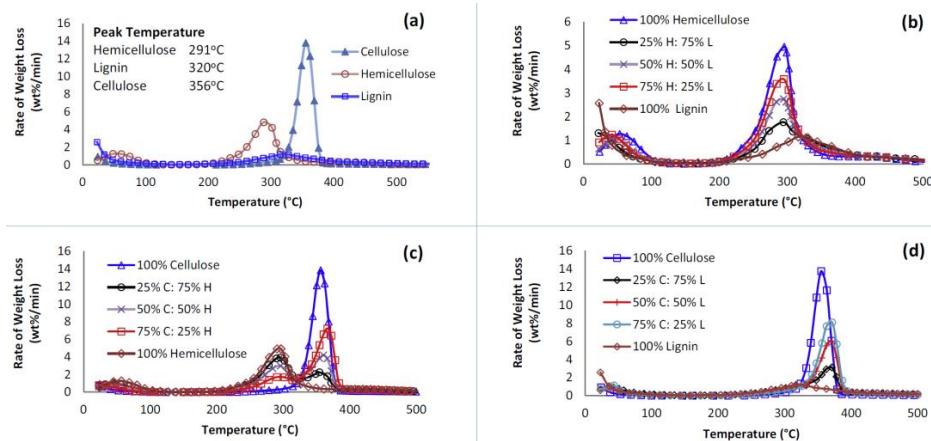 (a)
Rate of Weight Loss
(wt%/min)
16
14
12
10
8
6
4
2
0
Peak Temperature
Hemicellulose 291°C
Lignin 320°C
Cellulose 356°C
Cellulose
Hemicellulose
Lignin
0 100 200 300 400 500
Temperature (°C)
(b)
Rate of Weight Loss
(wt%/min)
6
5
4
3
2
1
0
100% Hemicellulose
25% H: 75% L
50% H: 50% L
75% H: 25% L
100% Lignin
0 100 200 300 400 500
Temperature (°C)
(c)
Rate of Weight Loss
(wt%/min)
16
14
12
10
8
6
4
2
0
100% Cellulose
25% C: 75% H
50% C: 50% H
75% C: 25% H
100% Hemicellulose
0 100 200 300 400 500
Temperature (°C)
(d)
Rate of Weight Loss
(wt%/min)
16
14
12
10
8
6
4
2
0
100% Cellulose
25% C: 75% L
50% C: 50% L
75% C: 25% L
100% Lignin
0 100 200 300 400 500
Temperature (°C)